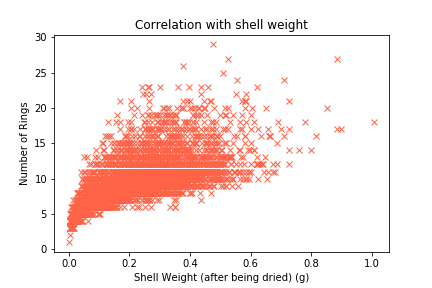 Correlation with shell weight
Number of Rings
30
25
20
15
10
5
0
0.0 0.2 0.4 0.6 0.8 1.0
Shell Weight (after being dried) (g)